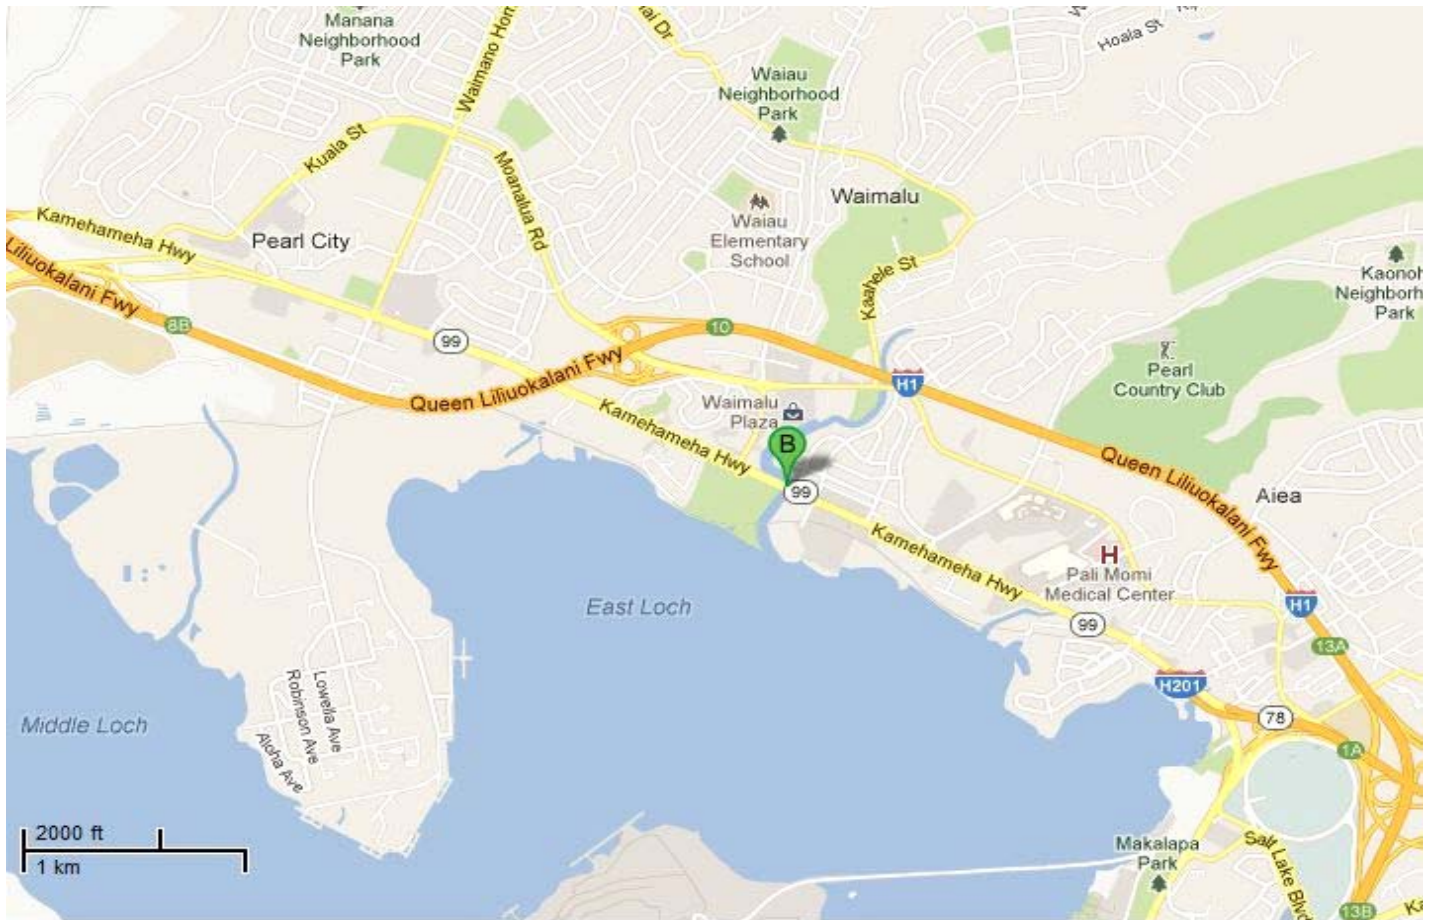 Manana
Neighborhood
Park
Waimano Hom
ai Dr
Hoala St
Waiau
Neighborhood
Park
Kuala St
Moanalua Rd
Waimalu
Waiau
Elementary
School
Kamehameha Hwy
Pearl City
Kaahele St
Kaonoh
Neighborh
Park
Liliuokalani Fwy
8B
99
10
Pearl
Country Club
Queen Liliuokalani Fwy
H1
Waimalu
Plaza
Kamehameha Hwy
B
99
Queen Liliuokalani Fwy
Aiea
Kamehameha Hwy
H
Pali Momi
Medical Center
East Loch
99
H1
13A
H201
Lowella Ave
Robinson Ave
Aloha Ave
Middle Loch
78
1A
2000 ft
1 km
Makalapa
Park
Salt Lake Blvd
13B
Ka